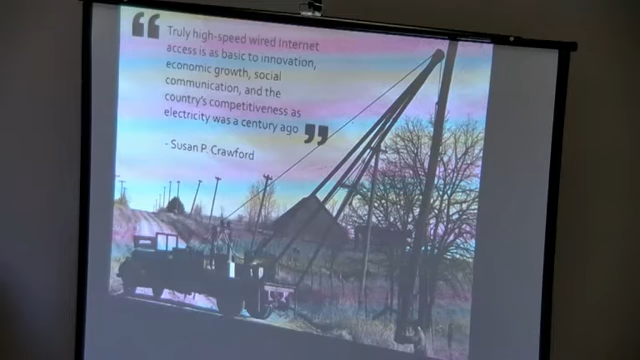 “
Truly high-speed wired Internet
access is as basic to innovation,
economic growth, social
communication, and the
country's competitiveness as
electricity was a century ago ”
- Susan P. Crawford